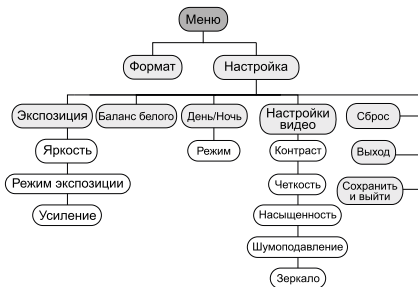 Меню
Формат
Настройка
Экспозиция
Баланс белого
День/Ночь
Настройки
видео
Сброс
Яркость
Режим
Контраст
Выход
Режим экспозиции
Четкость
Сохранить
и выйти
Усиление
Насыщенность
Шумоподавление
Зеркало